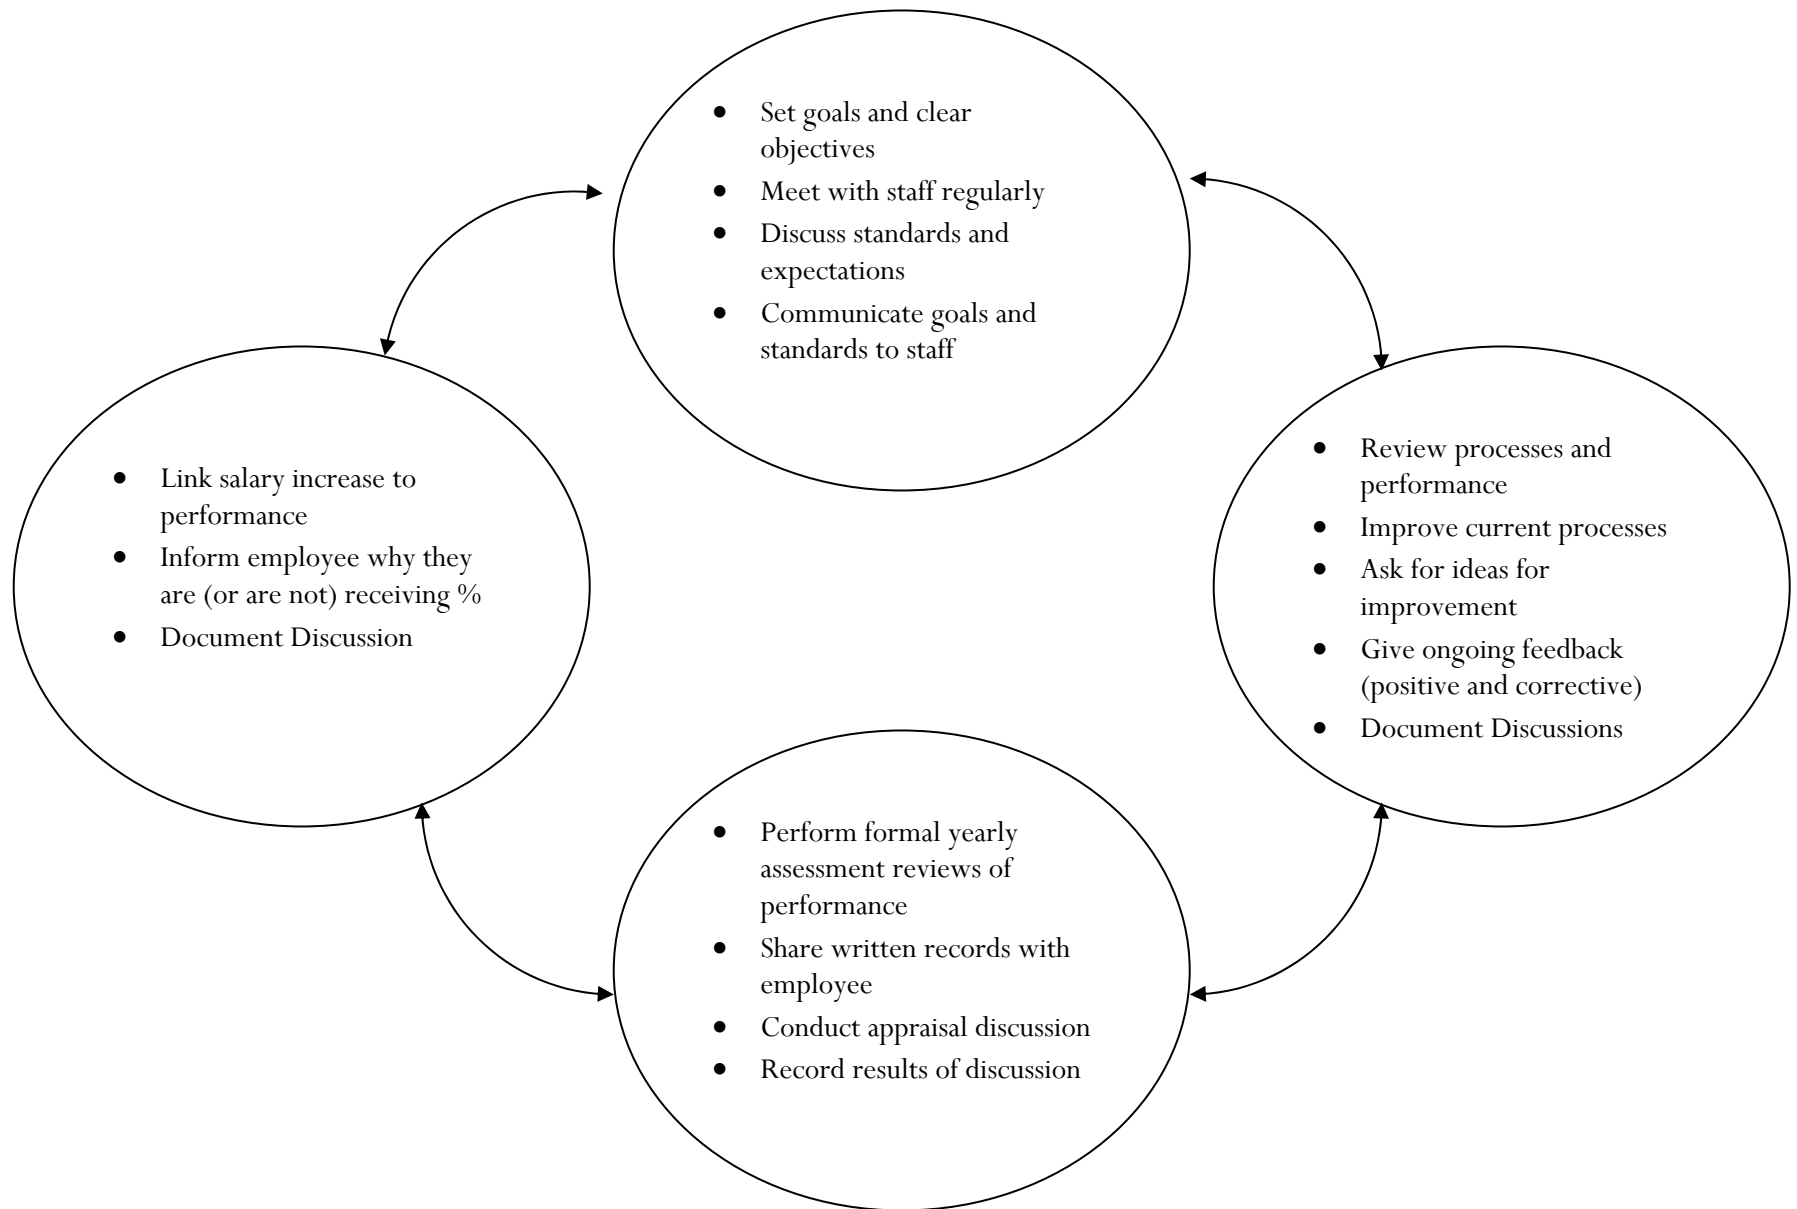 • Set goals and clear
objectives
• Meet with staff regularly
• Discuss standards and
expectations
• Communicate goals and
standards to staff
• Link salary increase to
performance
• Inform employee why they
are (or are not) receiving %
• Document Discussion
• Review processes and
performance
• Improve current processes
• Ask for ideas for
improvement
• Give ongoing feedback
(positive and corrective)
• Document Discussions
• Perform formal yearly
assessment reviews of
performance
• Share written records with
employee
• Conduct appraisal discussion
• Record results of discussion